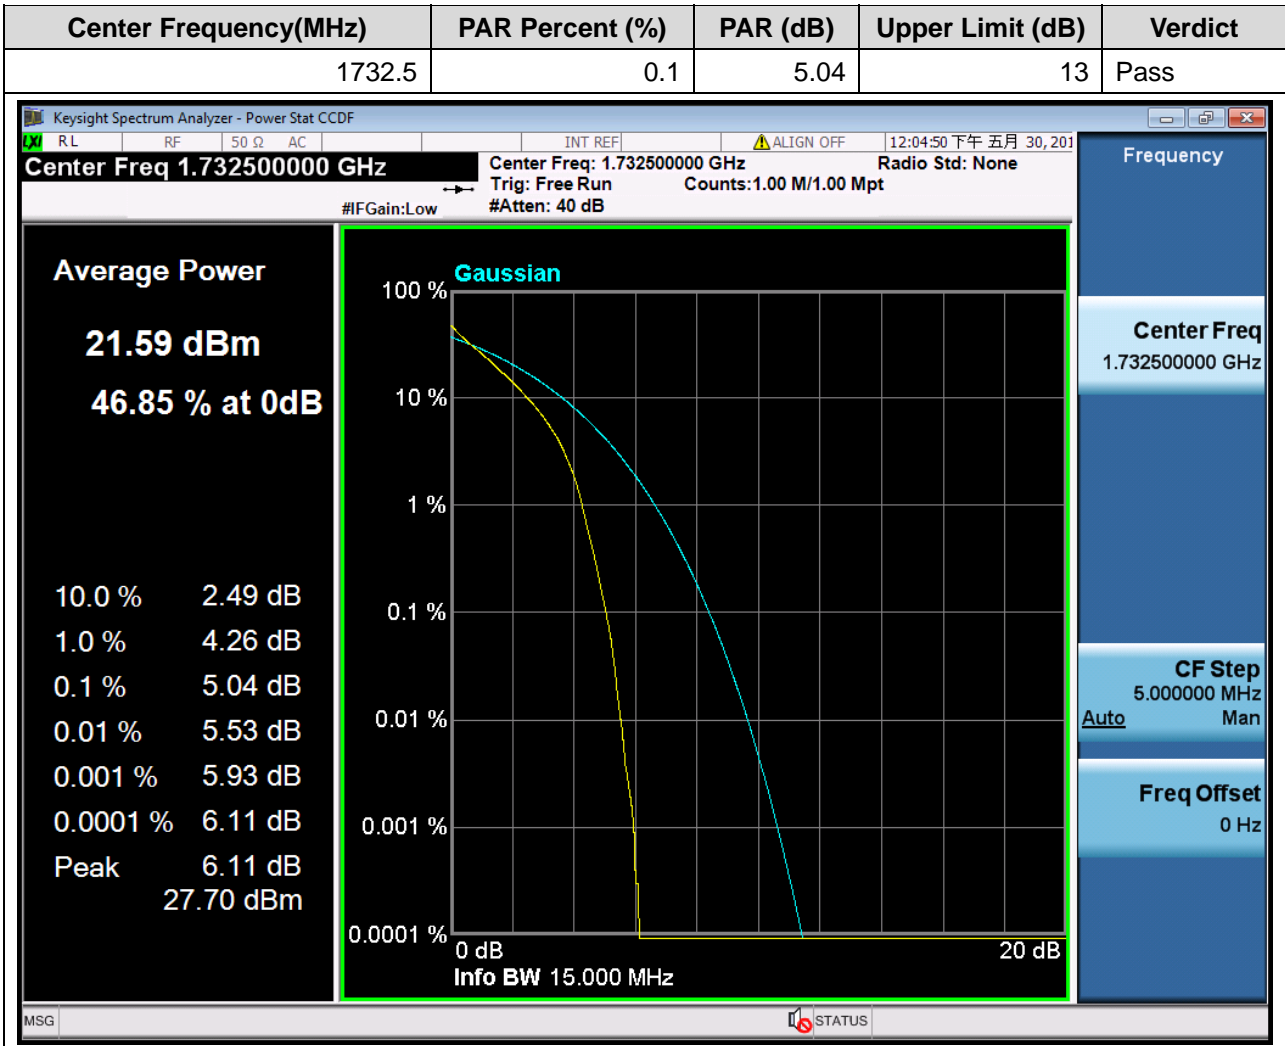 Center Frequency(MHz) PAR Percent (%) PAR (dB) Upper Limit (dB) Verdict
1732.5 0.1 5.04 13 Pass
Keysight Spectrum Analyzer - Power Stat CCDF
LXI RL RF 50 Ω AC INT REF ALIGN OFF 12:04:50 下午 五月 30, 201
Center Freq 1.732500000 GHz
#IFGain:Low
Center Freq: 1.732500000 GHz Radio Std: None
Trig: Free Run Counts:1.00 M/1.00 Mpt
#Atten: 40 dB
Average Power
21.59 dBm
46.85 % at 0dB
10.0 % 2.49 dB
1.0 % 4.26 dB
0.1 % 5.04 dB
0.01 % 5.53 dB
0.001 % 5.93 dB
0.0001 % 6.11 dB
Peak 6.11 dB
27.70 dBm
Gaussian
100 %
10 %
1 %
0.1 %
0.01 %
0.001 %
0.0001 %
0 dB 20 dB
Info BW 15.000 MHz
Frequency
Center Freq
1.732500000 GHz
CF Step
5.000000 MHz
Auto Man
Freq Offset
0 Hz
MSG STATUS